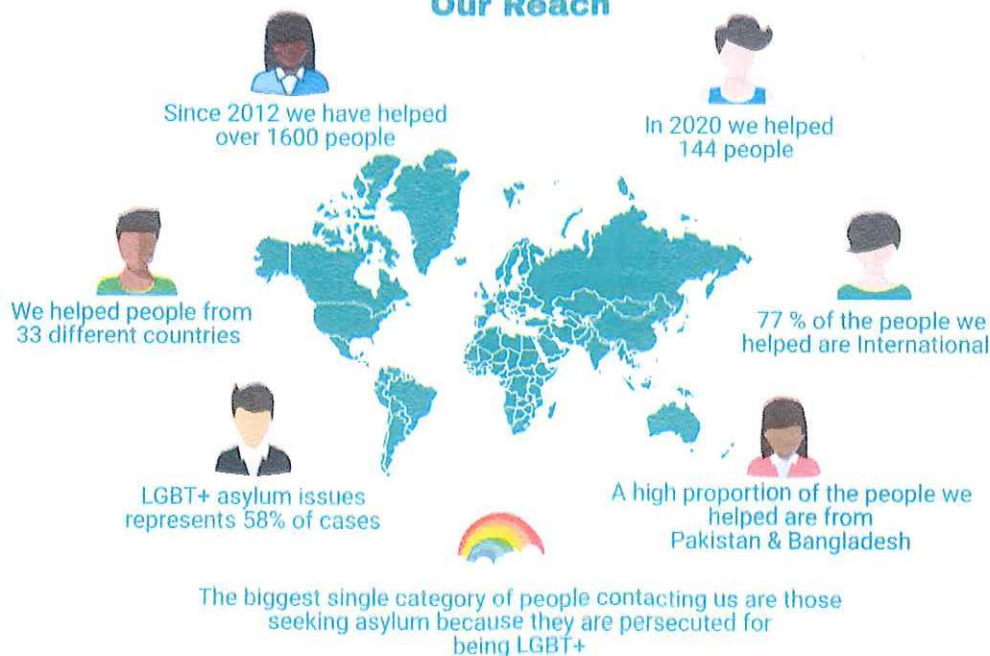 Our Reach
Since 2012 we have helped
over 1600 people
In 2020 we helped
144 people
We helped people from
33 different countries
77 % of the people we
helped are International
LGBT+ asylum issues
represents 58% of cases
A high proportion of the people we
helped are from
Pakistan & Bangladesh
The biggest single category of people contacting us are those
seeking asylum because they are persecuted for
being LGBT+